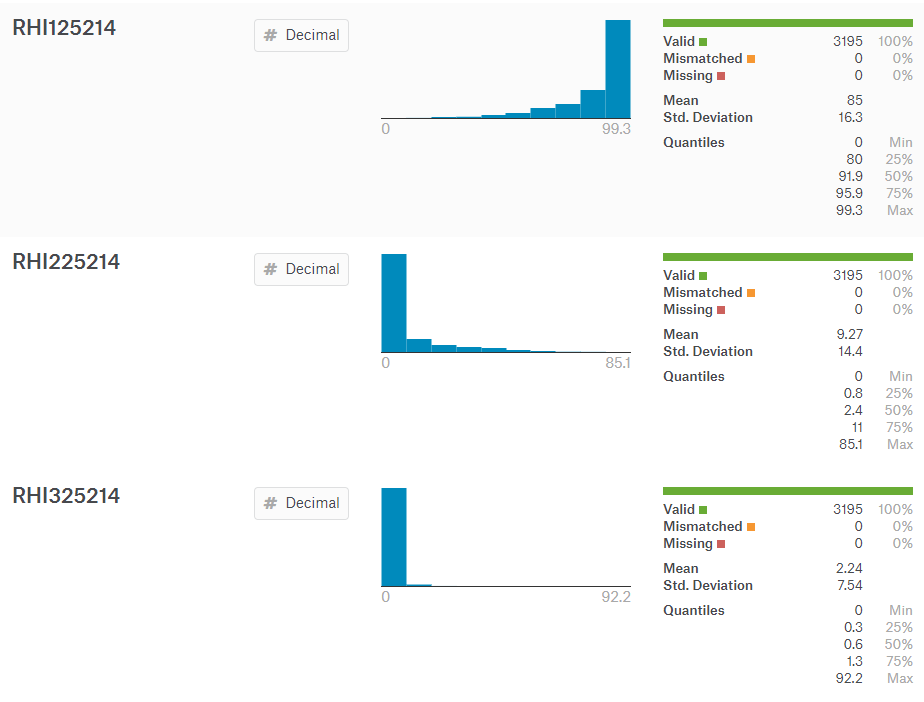 RHI125214
# Decimal
0 99.3
Valid 3195 100%
Mismatched 0 0%
Missing 0 0%
Mean 85
Std. Deviation 16.3
Quantiles 0 Min
80 25%
91.9 50%
95.9 75%
99.3 Max
RHI225214
# Decimal
0 85.1
Valid 3195 100%
Mismatched 0 0%
Missing 0 0%
Mean 9.27
Std. Deviation 14.4
Quantiles 0 Min
0.8 25%
2.4 50%
11 75%
85.1 Max
RHI325214
# Decimal
0 92.2
Valid 3195 100%
Mismatched 0 0%
Missing 0 0%
Mean 2.24
Std. Deviation 7.54
Quantiles 0 Min
0.3 25%
0.6 50%
1.3 75%
92.2 Max